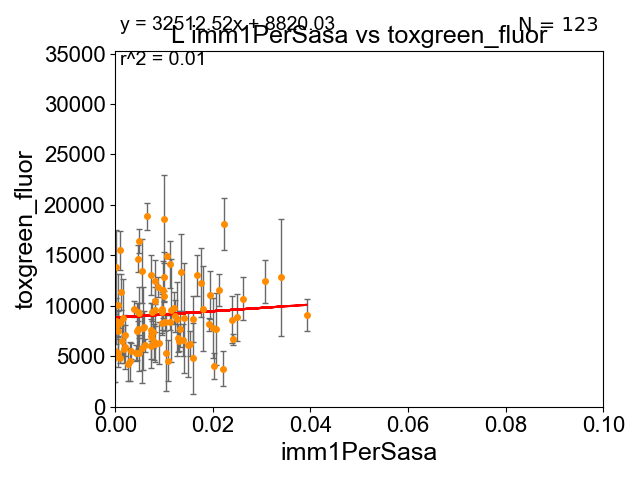 y = 32512.52x + 8820.03
N = 123
L imm1PerSasa vs toxgreen_fluor
r^2 = 0.01
35000
30000
25000
20000
15000
10000
5000
0
toxgreen_fluor
0.00 0.02 0.04 0.06 0.08 0.10
imm1PerSasa